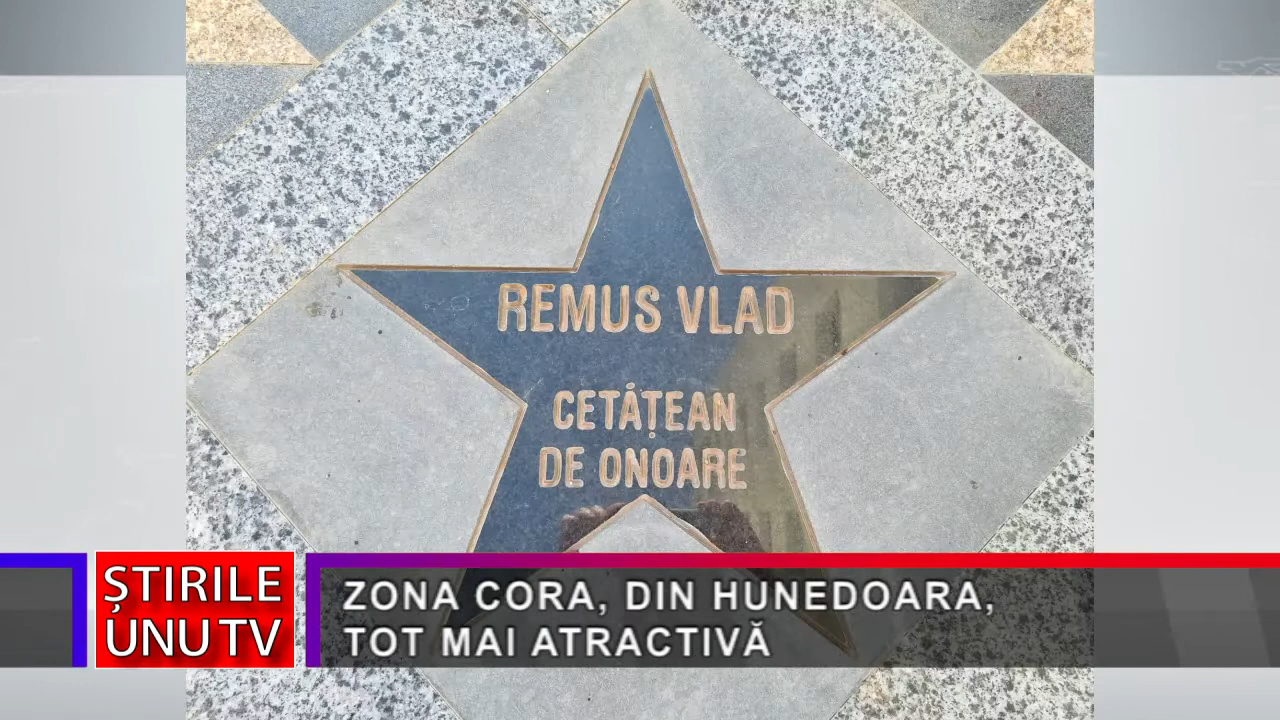 REMUS VLAD
CETĂȚEAN
DE ONOARE
ȘTIRILE
UNU TV
ZONA CORA, DIN HUNEDOARA,
TOT MAI ATRACTIVĂ